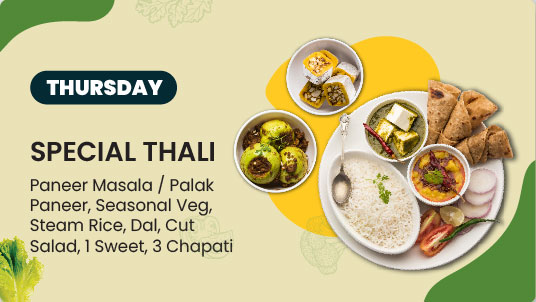 THURSDAY
SPECIAL THALI
Paneer Masala / Palak
Paneer, Seasonal Veg,
Steam Rice, Dal, Cut
Salad, 1 Sweet, 3 Chapati